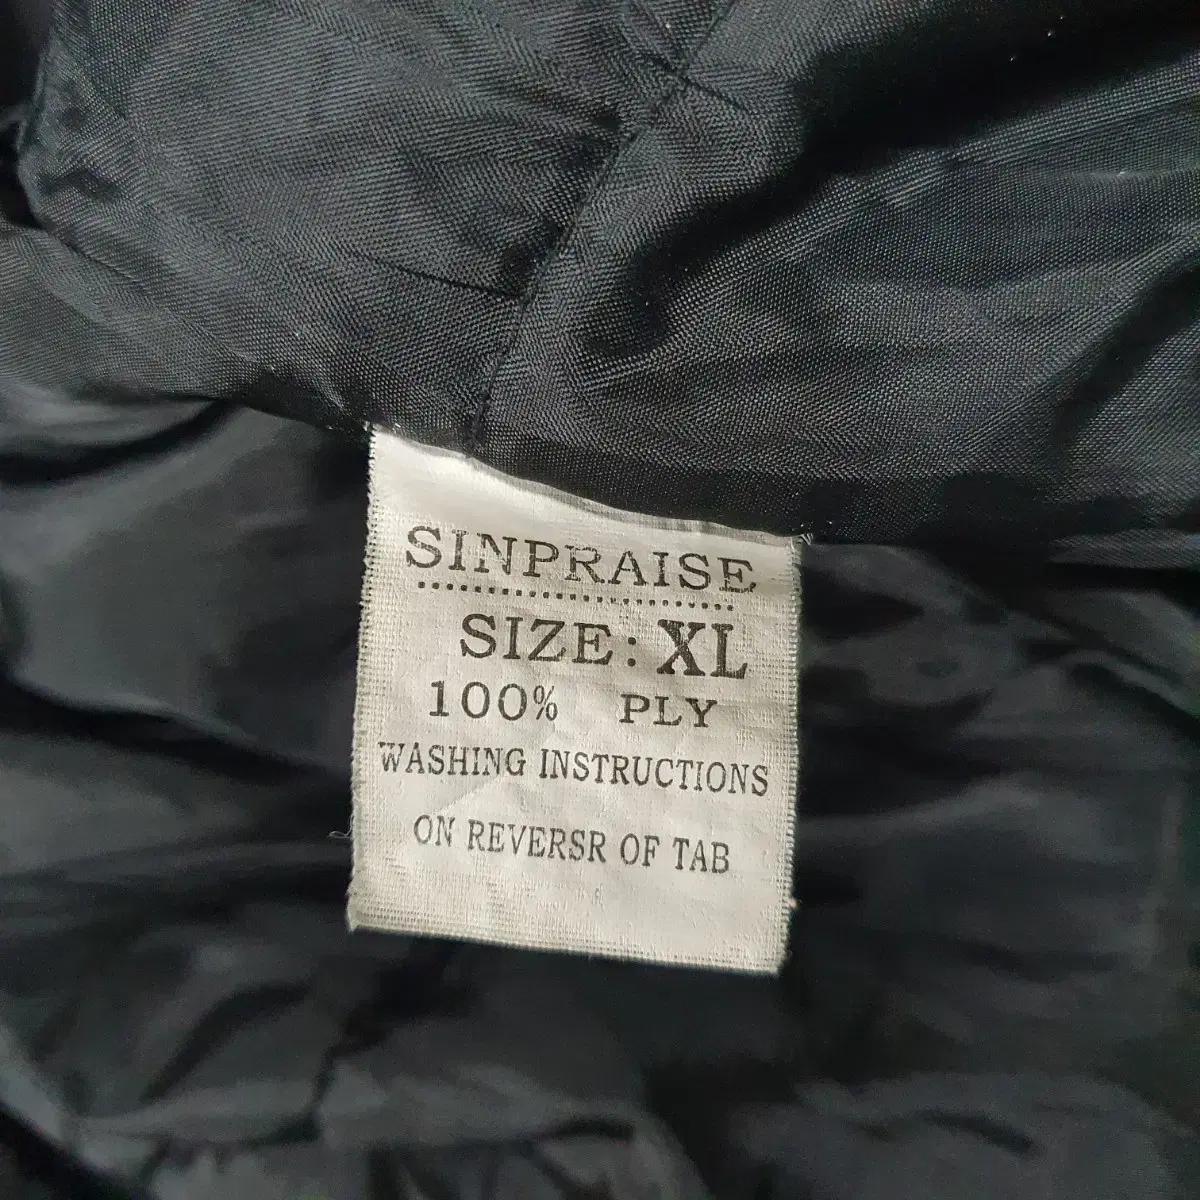 SINPRAISE
SIZE: XL
100% PLY
WASHING INSTRUCTIONS
ON REVERSR OF TAB